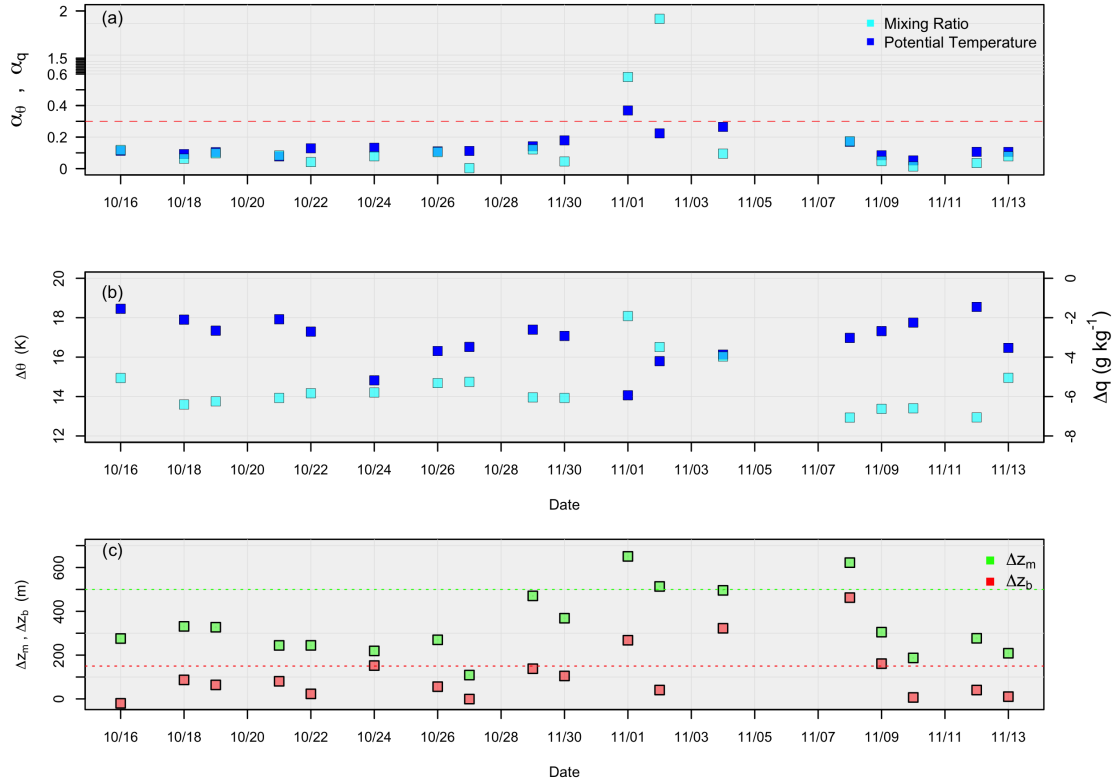 (a)
Mixing Ratio
Potential Temperature
α_θ , α_q
2
1.5
0.6
0.4
0.2
0
10/16 10/18 10/20 10/22 10/24 10/26 10/28 11/30 11/01 11/03 11/05 11/07 11/09 11/11 11/13
(b)
Δθ (K)
20
18
16
14
12
0
-2
-4
-6
-8
Δq (g kg⁻¹)
10/16 10/18 10/20 10/22 10/24 10/26 10/28 11/30 11/01 11/03 11/05 11/07 11/09 11/11 11/13
Date
(c)
Δz_m
Δz_b
Δz_m , Δz_b (m)
600
400
200
0
10/16 10/18 10/20 10/22 10/24 10/26 10/28 11/30 11/01 11/03 11/05 11/07 11/09 11/11 11/13
Date